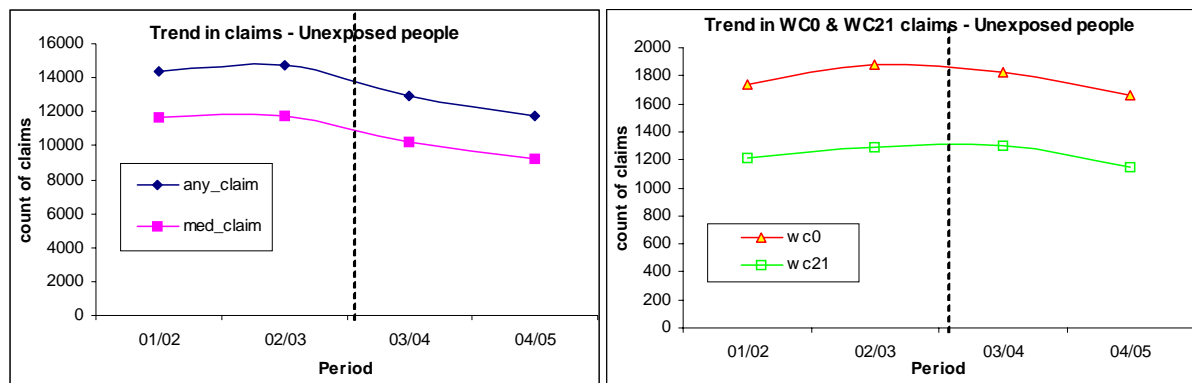 Trend in claims - Unexposed people
16000
14000
12000
10000
8000
6000
4000
2000
0
count of claims
any_claim
med_claim
01/02 02/03 03/04 04/05
Period
Trend in WC0 & WC21 claims - Unexposed people
2000
1800
1600
1400
1200
1000
800
600
400
200
0
count of claims
wc0
wc21
01/02 02/03 03/04 04/05
Period